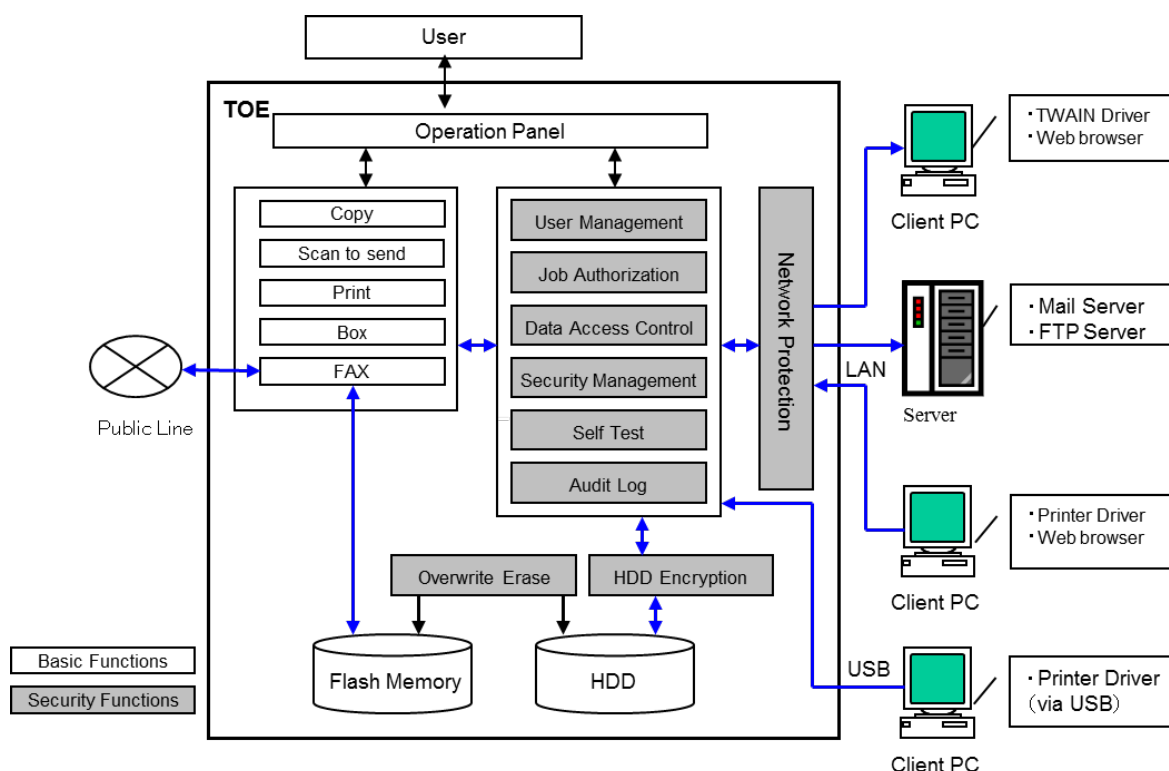 User
TOE
Operation Panel
Copy
Scan to send
Print
Box
FAX
User Management
Job Authorization
Data Access Control
Security Management
Self Test
Audit Log
Network Protection
Public Line
Overwrite Erase
HDD Encryption
Flash Memory
HDD
Basic Functions
Security Functions
LAN
USB
・TWAIN Driver
・Web browser
Client PC
・Mail Server
・FTP Server
Server
・Printer Driver
・Web browser
Client PC
・Printer Driver
（via USB）
Client PC